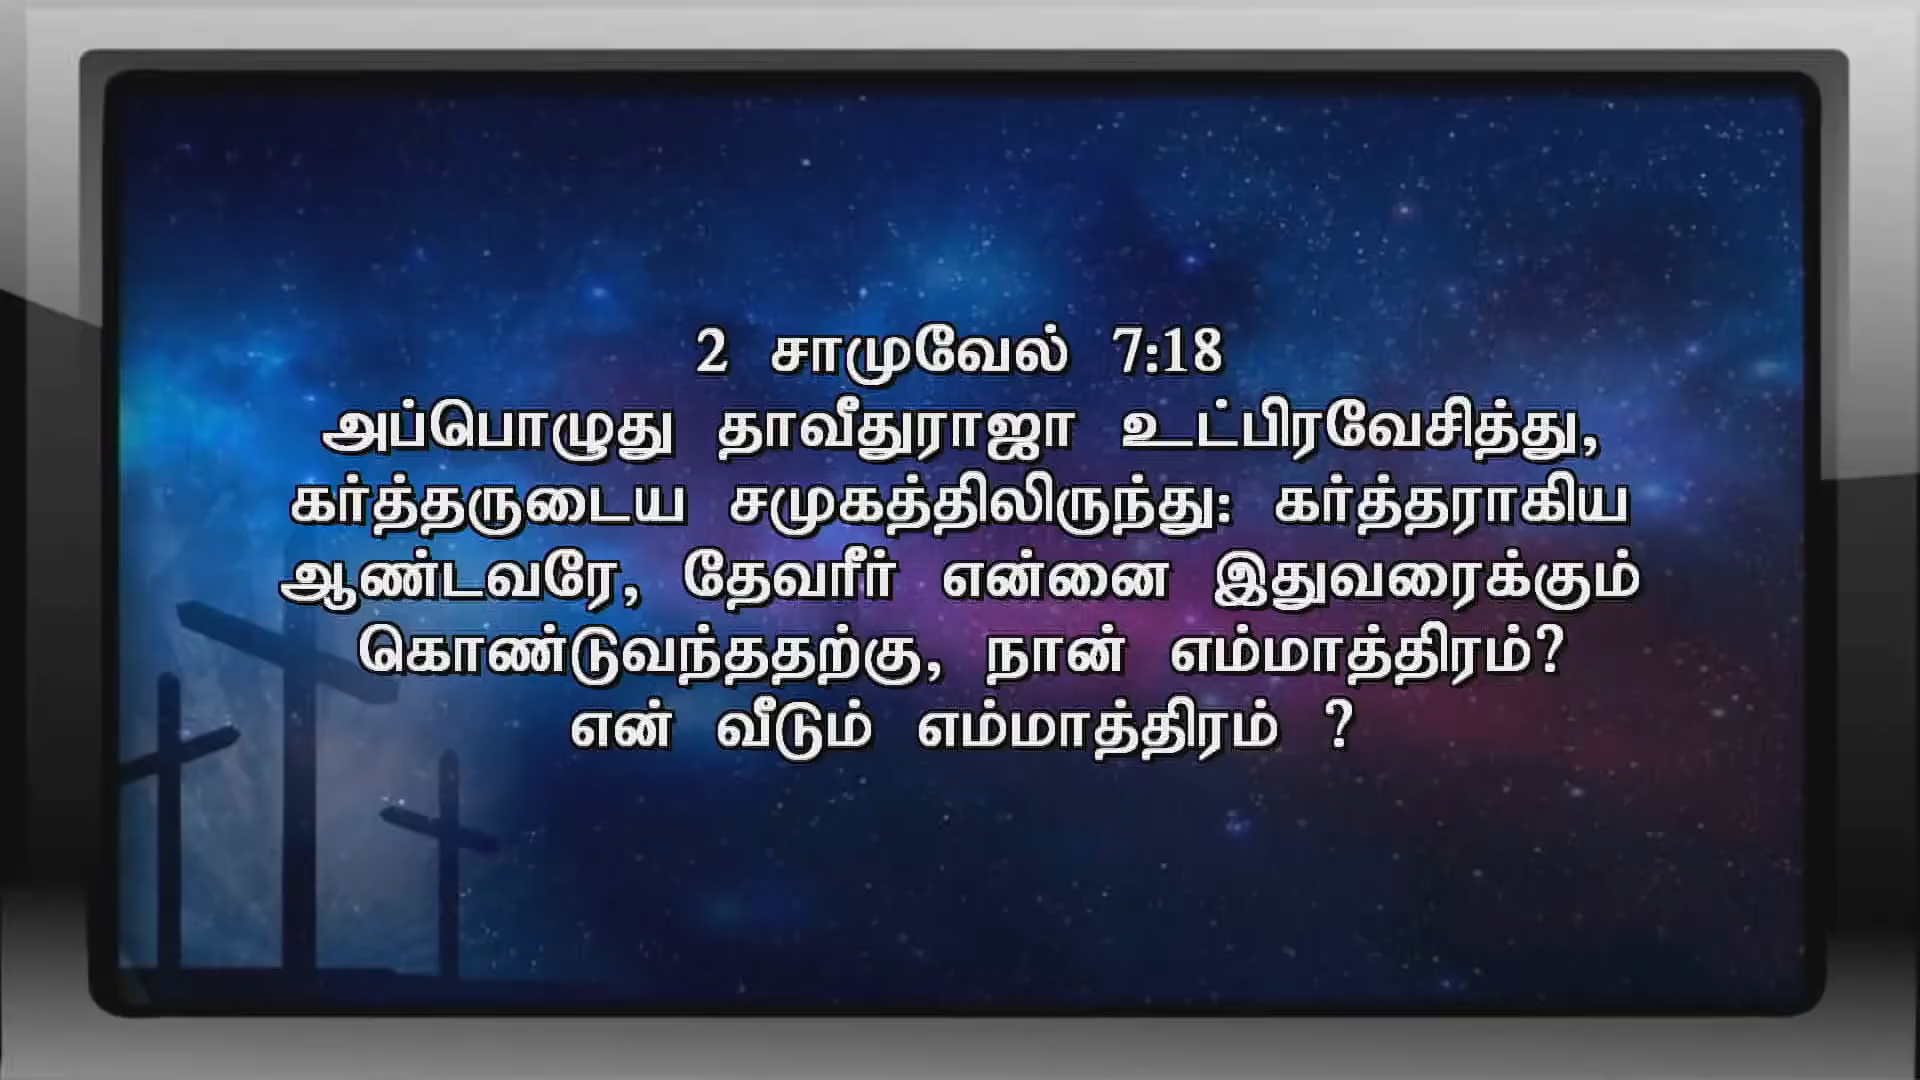 2 சாமுவேல் 7:18
அப்பொழுது தாவீதுராஜா உட்பிரவேசித்து,
கர்த்தருடைய சமுகத்திலிருந்து: கர்த்தராகிய
ஆண்டவரே, தேவரீர் என்னை இதுவரைக்கும்
கொண்டுவந்ததற்கு, நான் எம்மாத்திரம்?
என் வீடும் எம்மாத்திரம் ?